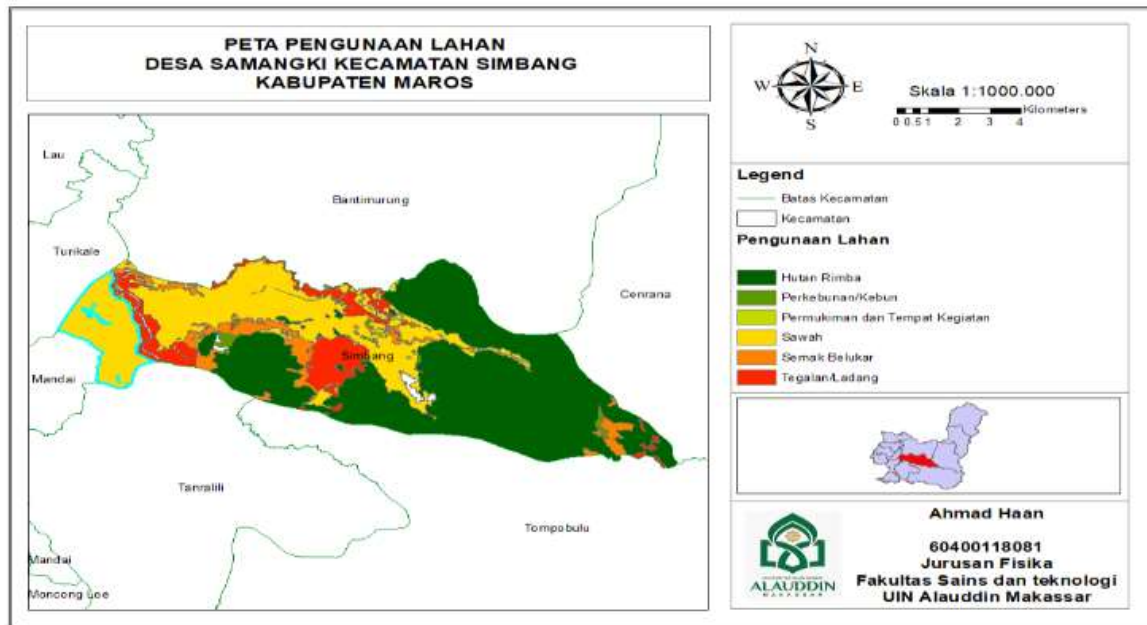 PETA PENGUNAAN LAHAN
DESA SAMANGKI KECAMATAN SIMBANG
KABUPATEN MAROS
Lau
Bantimurung
Turikale
Cenrana
Simbang
Mandai
Tanralili
Tompobulu
Mandai
Moncong Loe
N
W E
S
Skala 1:1000.000
Kilometers
0 0.5 1 2 3 4
Legend
Batas Kecamatan
Kecamatan
Pengunaan Lahan
Hutan Rimba
Perkebunan/Kebun
Permukiman dan Tempat Kegiatan
Sawah
Semak Belukar
Tegalan/Ladang
ALAUDDIN
MAKASSAR
Ahmad Haan
60400118081
Jurusan Fisika
Fakultas Sains dan teknologi
UIN Alauddin Makassar